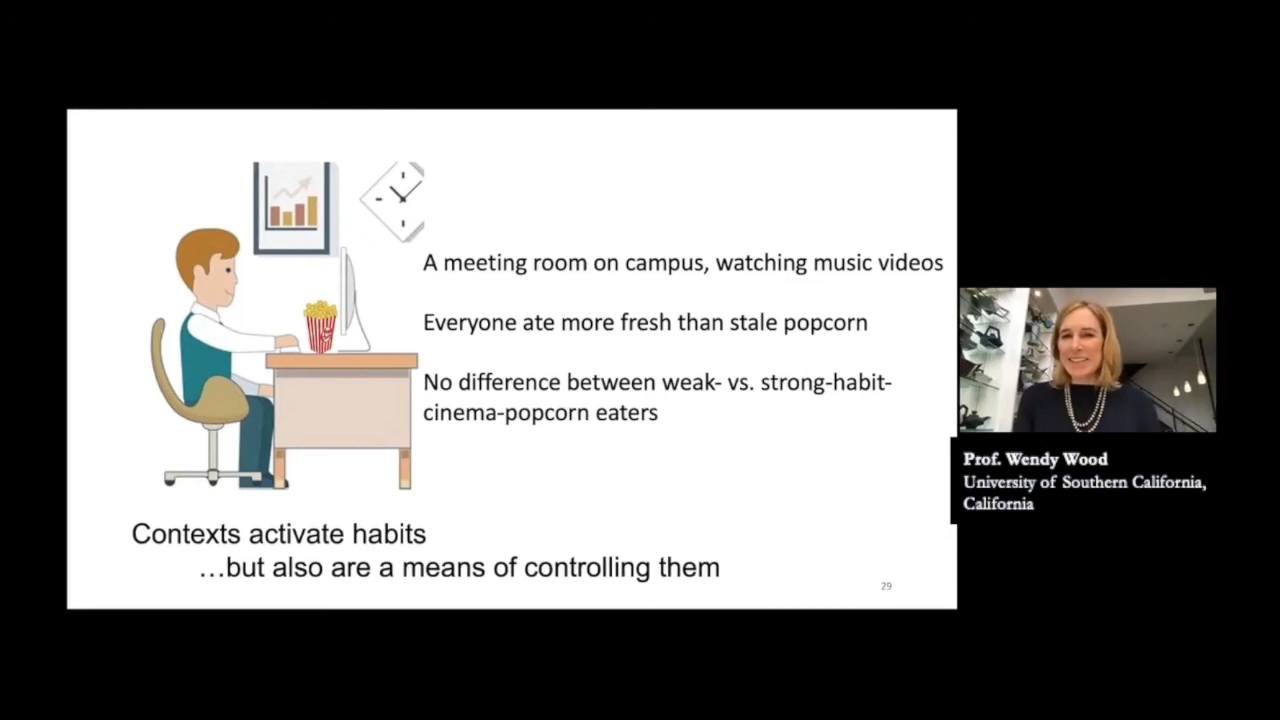 A meeting room on campus, watching music videos
Everyone ate more fresh than stale popcorn
No difference between weak- vs. strong-habit-
cinema-popcorn eaters
Contexts activate habits
…but also are a means of controlling them
29
Prof. Wendy Wood
University of Southern California,
California